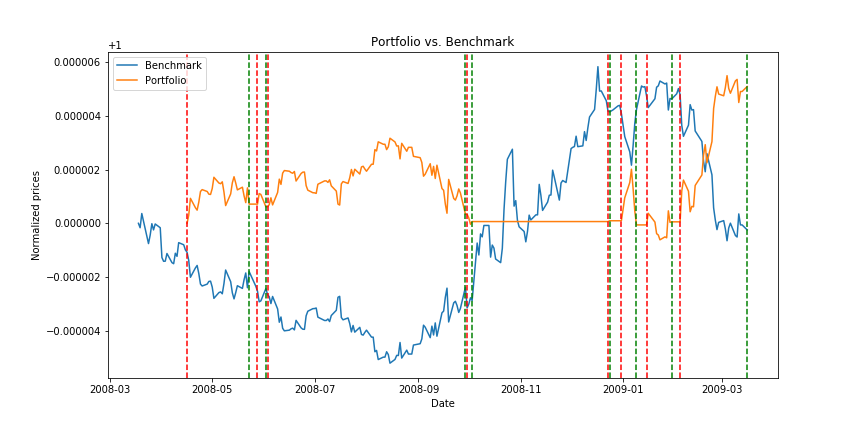 Portfolio vs. Benchmark
+1
Benchmark
Portfolio
0.000006
0.000004
0.000002
0.000000
−0.000002
−0.000004
Normalized prices
2008-03
2008-05
2008-07
2008-09
2008-11
2009-01
2009-03
Date